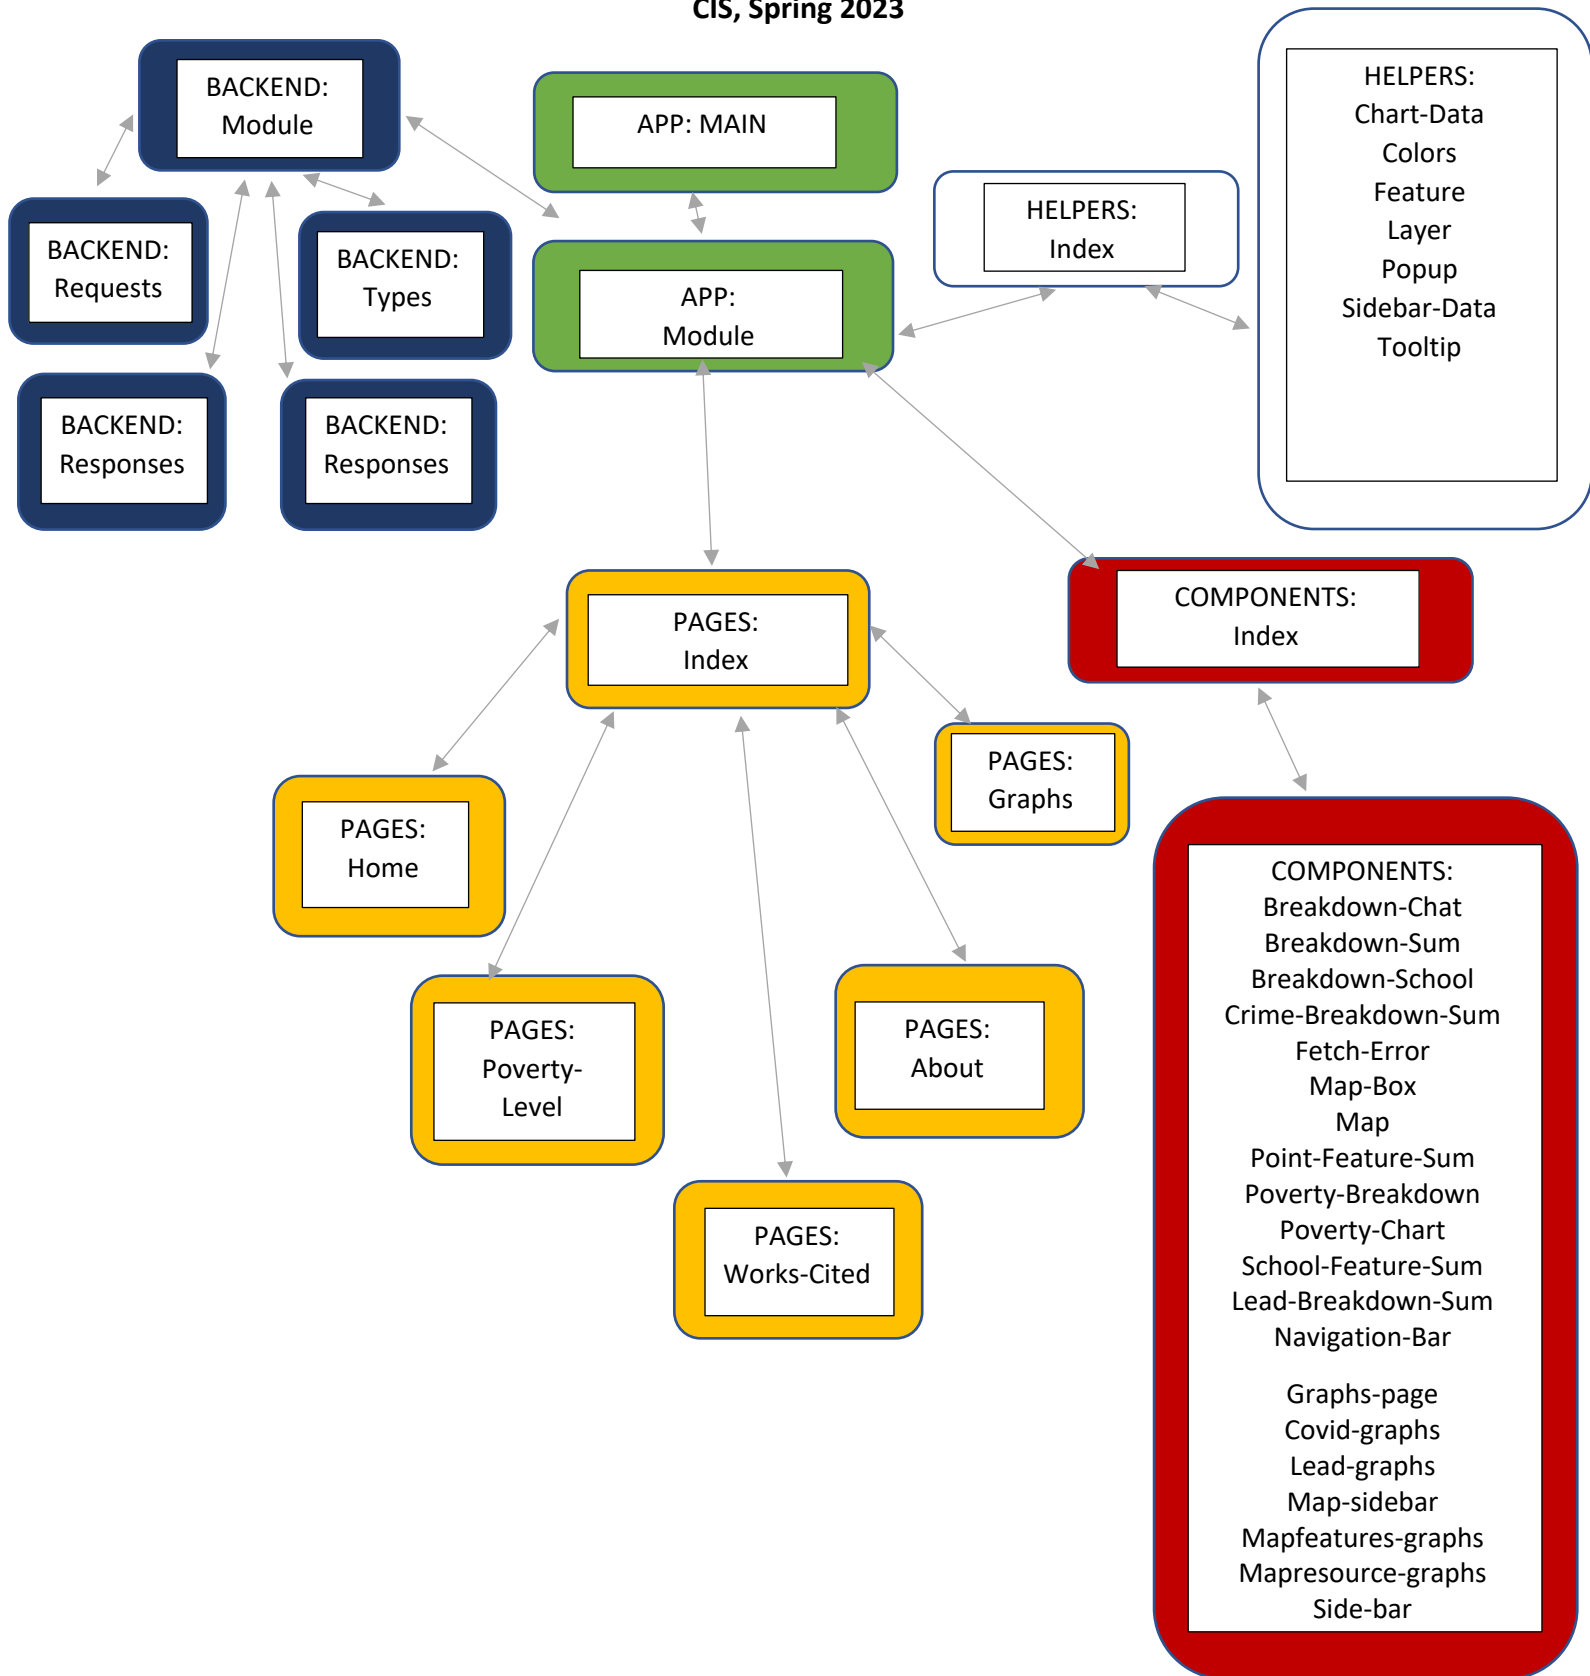 CIS, Spring 2023
BACKEND:
Module
APP: MAIN
HELPERS:
Chart-Data
Colors
Feature
Layer
Popup
Sidebar-Data
Tooltip
HELPERS:
Index
BACKEND:
Requests
BACKEND:
Types
APP:
Module
BACKEND:
Responses
BACKEND:
Responses
PAGES:
Index
COMPONENTS:
Index
PAGES:
Graphs
PAGES:
Home
PAGES:
Poverty-
Level
PAGES:
About
PAGES:
Works-Cited
COMPONENTS:
Breakdown-Chat
Breakdown-Sum
Breakdown-School
Crime-Breakdown-Sum
Fetch-Error
Map-Box
Map
Point-Feature-Sum
Poverty-Breakdown
Poverty-Chart
School-Feature-Sum
Lead-Breakdown-Sum
Navigation-Bar
Graphs-page
Covid-graphs
Lead-graphs
Map-sidebar
Mapfeatures-graphs
Mapresource-graphs
Side-bar